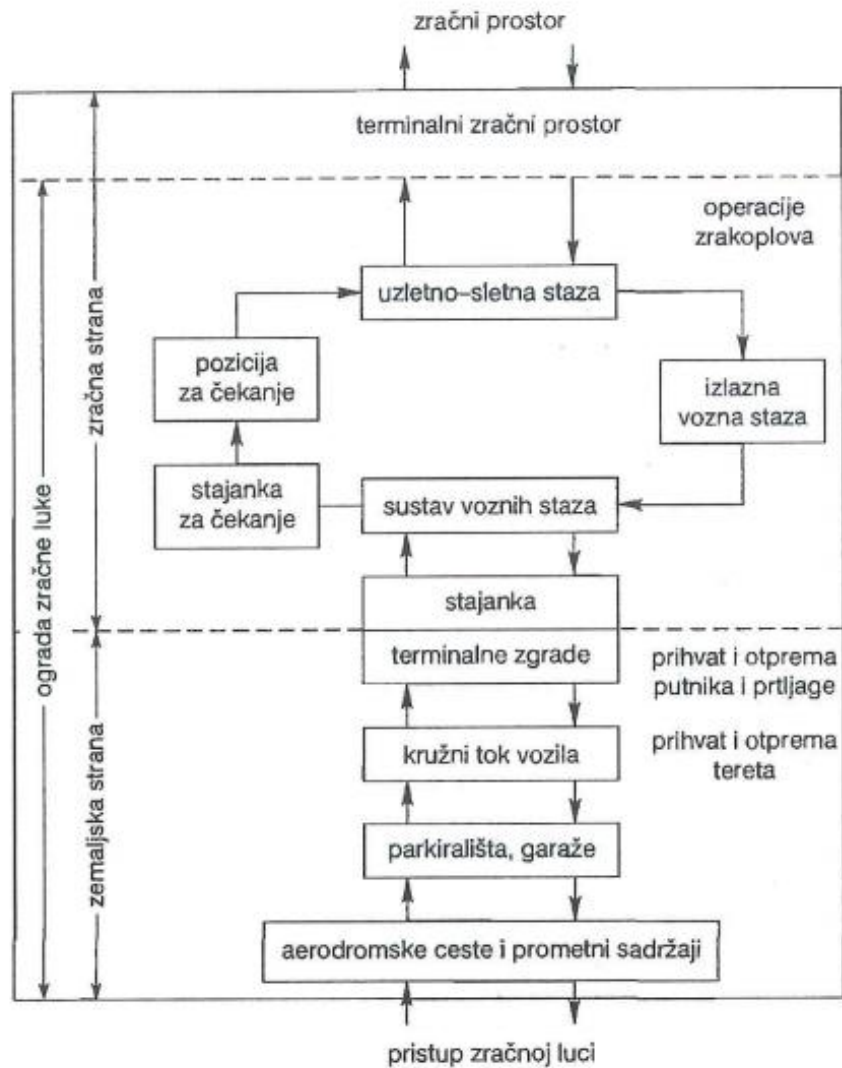 zračni prostor
terminalni zračni prostor
operacije
zrakoplova
uzletno–sletna staza
pozicija
za čekanje
izlazna
vozna staza
stajanka
za čekanje
sustav voznih staza
stajanka
terminalne zgrade
prihvat i otprema
putnika i prtljage
kružni tok vozila
prihvat i otprema
tereta
parkirališta, garaže
aerodromske ceste i prometni sadržaji
pristup zračnoj luci
ograda zračne luke
zračna strana
zemaljska strana